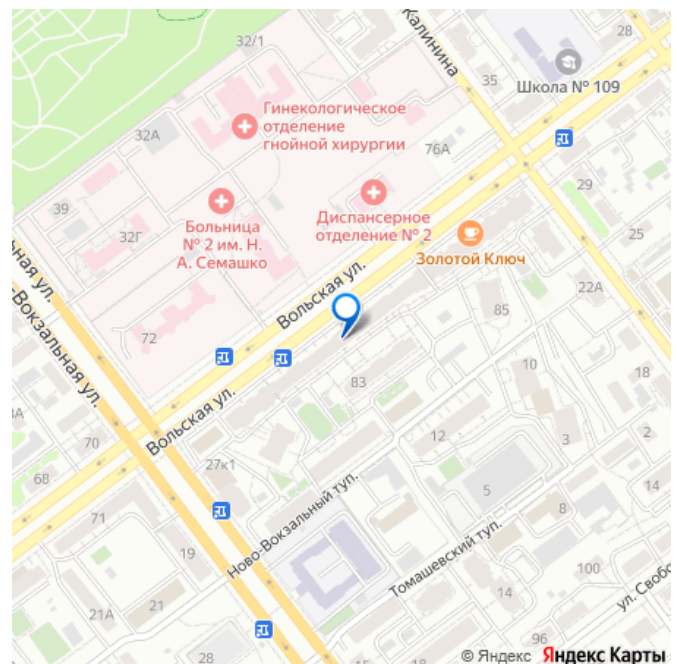 32/1
Калинина
28
35
Школа № 109
Гинекологическое
отделение
гнойной хирургии
32А
76А
39
32Г
Больница
№ 2 им. Н.
А. Семашко
Диспансерное
отделение № 2
29
25
Золотой Ключ
ьная ул.
-Вокзальная ул.
Вольская ул.
22А
72
85
83
10
18
Вольская ул.
70
68
71
27к1
12
3
2
5
14
8
Ново-Вокзальный туп.
Томашевский туп.
19
21А
21
28
14
100
96
ул. Свобо
© Яндекс Яндекс Карты